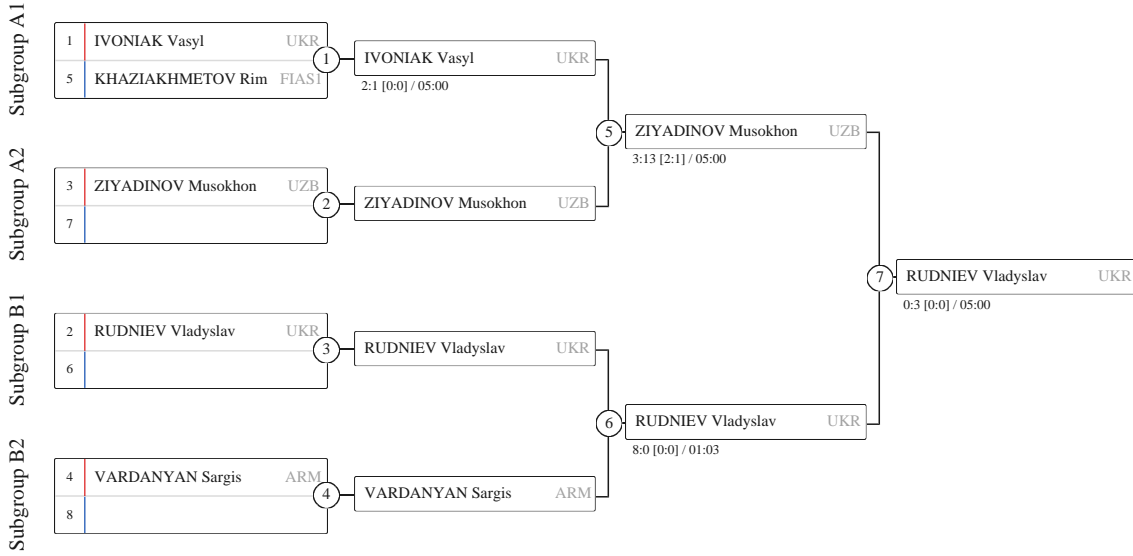 Subgroup A1
1 IVONIAK Vasyl UKR
5 KHAZIAKHMETOV Rim FIAS1
1
IVONIAK Vasyl UKR
2:1 [0:0] / 05:00
Subgroup A2
3 ZIYADINOV Musokhon UZB
7
2
ZIYADINOV Musokhon UZB
5
ZIYADINOV Musokhon UZB
3:13 [2:1] / 05:00
Subgroup B1
2 RUDNIEV Vladyslav UKR
6
3
RUDNIEV Vladyslav UKR
Subgroup B2
4 VARDANYAN Sargis ARM
8
4
VARDANYAN Sargis ARM
6
RUDNIEV Vladyslav UKR
8:0 [0:0] / 01:03
7
RUDNIEV Vladyslav UKR
0:3 [0:0] / 05:00